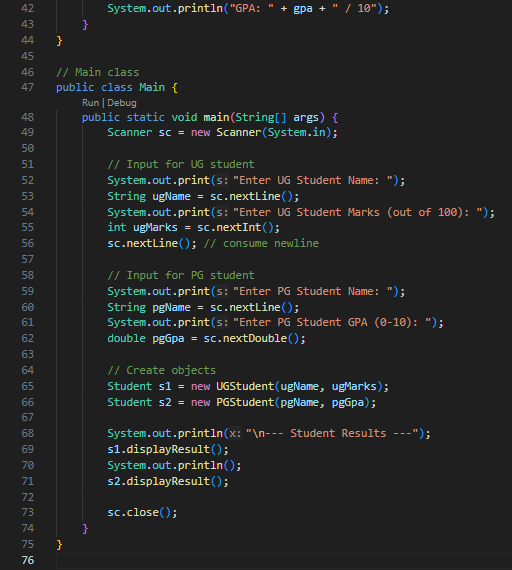 42 System.out.println("GPA: " + gpa + " / 10");
43 }
44 }
45
46 // Main class
47 public class Main {
Run | Debug
48 public static void main(String[] args) {
49 Scanner sc = new Scanner(System.in);
50
51 // Input for UG student
52 System.out.print(s: "Enter UG Student Name: ");
53 String ugName = sc.nextLine();
54 System.out.print(s: "Enter UG Student Marks (out of 100): ");
55 int ugMarks = sc.nextInt();
56 sc.nextLine(); // consume newline
57
58 // Input for PG student
59 System.out.print(s: "Enter PG Student Name: ");
60 String pgName = sc.nextLine();
61 System.out.print(s: "Enter PG Student GPA (0-10): ");
62 double pgGpa = sc.nextDouble();
63
64 // Create objects
65 Student s1 = new UGStudent(ugName, ugMarks);
66 Student s2 = new PGStudent(pgName, pgGpa);
67
68 System.out.println(x: "\n--- Student Results ---");
69 s1.displayResult();
70 System.out.println();
71 s2.displayResult();
72
73 sc.close();
74 }
75 }
76